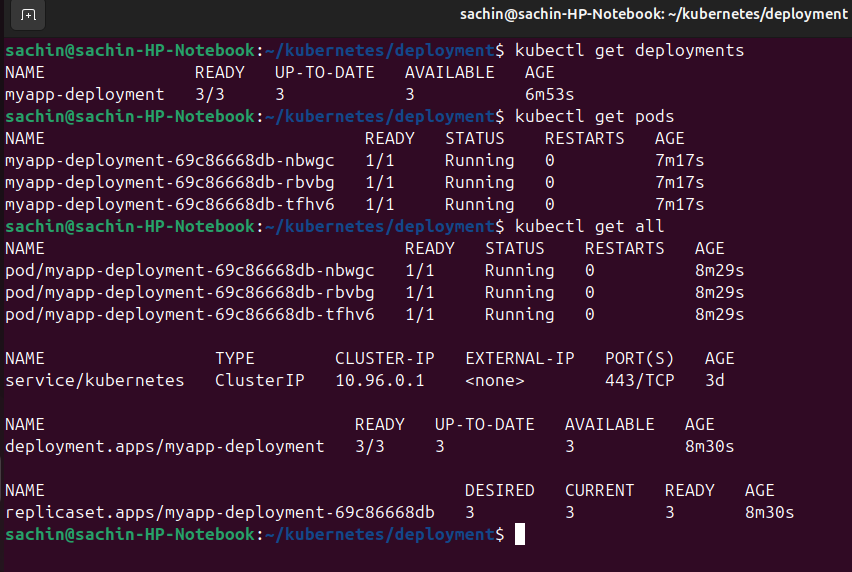 sachin@sachin-HP-Notebook: ~/kubernetes/deployment
sachin@sachin-HP-Notebook:~/kubernetes/deployment$ kubectl get deployments
NAME READY UP-TO-DATE AVAILABLE AGE
myapp-deployment 3/3 3 3 6m53s
sachin@sachin-HP-Notebook:~/kubernetes/deployment$ kubectl get pods
NAME READY STATUS RESTARTS AGE
myapp-deployment-69c86668db-nbwgc 1/1 Running 0 7m17s
myapp-deployment-69c86668db-rbvbg 1/1 Running 0 7m17s
myapp-deployment-69c86668db-tfhv6 1/1 Running 0 7m17s
sachin@sachin-HP-Notebook:~/kubernetes/deployment$ kubectl get all
NAME READY STATUS RESTARTS AGE
pod/myapp-deployment-69c86668db-nbwgc 1/1 Running 0 8m29s
pod/myapp-deployment-69c86668db-rbvbg 1/1 Running 0 8m29s
pod/myapp-deployment-69c86668db-tfhv6 1/1 Running 0 8m29s
NAME TYPE CLUSTER-IP EXTERNAL-IP PORT(S) AGE
service/kubernetes ClusterIP 10.96.0.1 <none> 443/TCP 3d
NAME READY UP-TO-DATE AVAILABLE AGE
deployment.apps/myapp-deployment 3/3 3 3 8m30s
NAME DESIRED CURRENT READY AGE
replicaset.apps/myapp-deployment-69c86668db 3 3 3 8m30s
sachin@sachin-HP-Notebook:~/kubernetes/deployment$